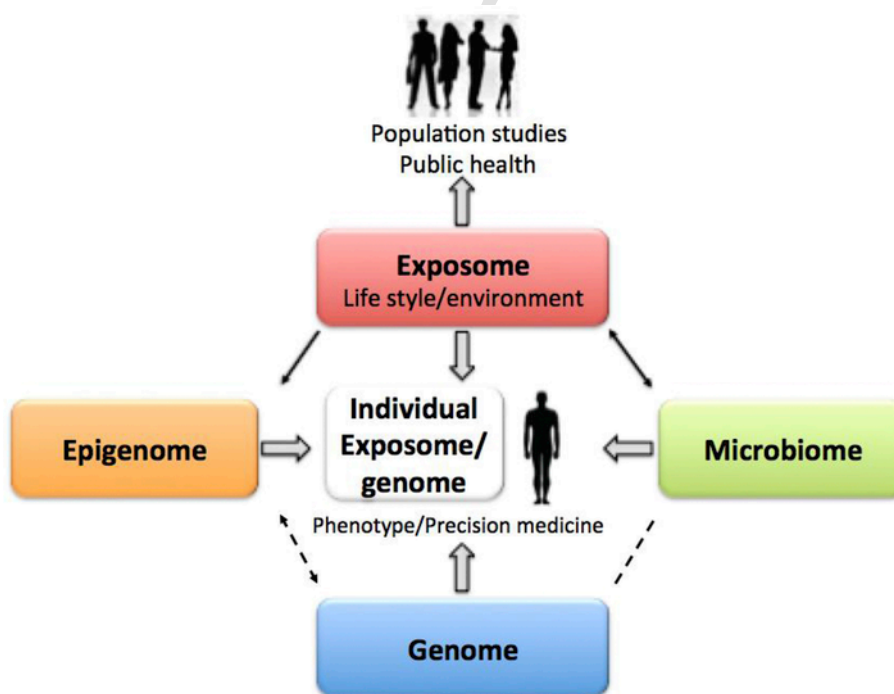 Population studies
Public health
Exposome
Life style/environment
Epigenome
Individual
Exposome/
genome
Microbiome
Phenotype/Precision medicine
Genome